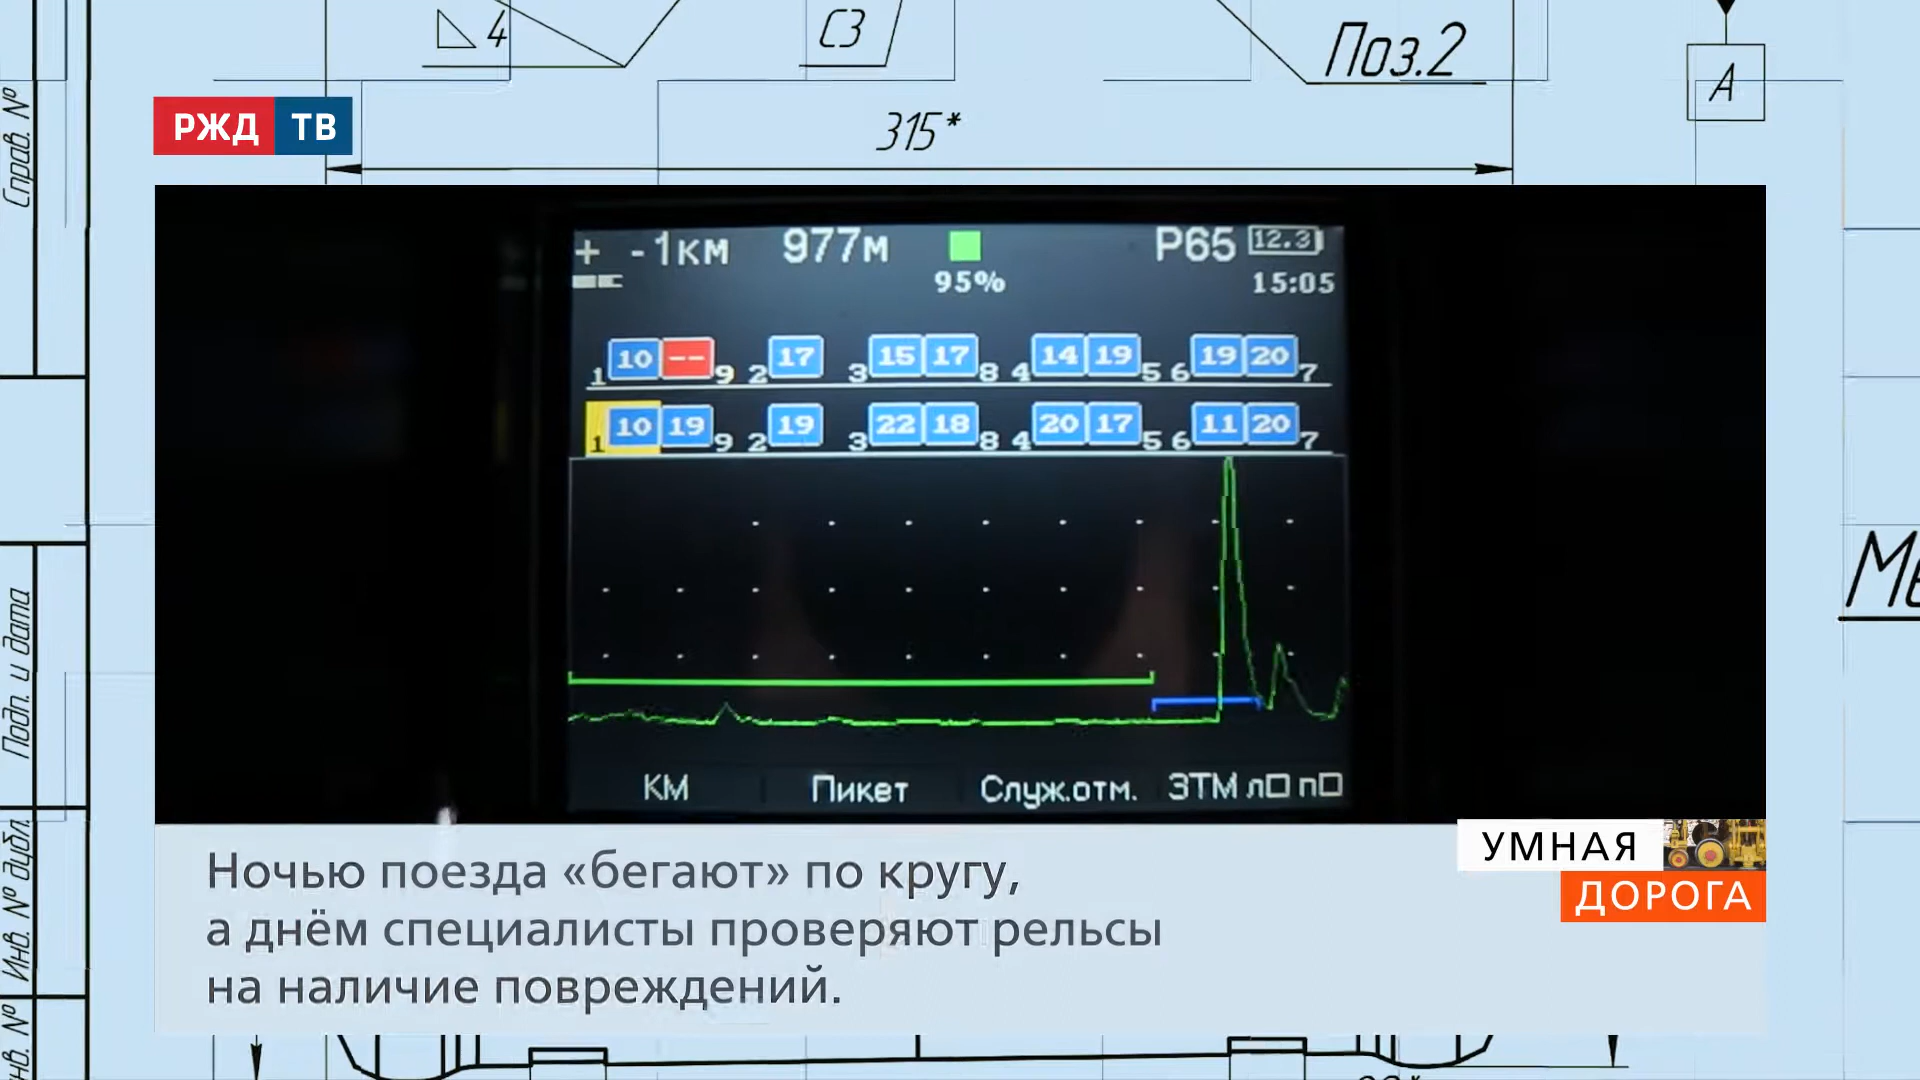 4
С3
Поз.2
А
Справ. №
315*
РЖД ТВ
+ -1км 977м Р65 12.3
95% 15:05
1 10 -- 9 2 17 3 15 17 8 4 14 19 5 6 19 20 7
1 10 19 9 2 19 3 22 18 8 4 20 17 5 6 11 20 7
КМ Пикет Служ.отм. ЗТМ л□ п□
Подп. и дата
Инв. № дубл.
УМНАЯ
ДОРОГА
Ночью поезда «бегают» по кругу,
а днём специалисты проверяют рельсы
на наличие повреждений.